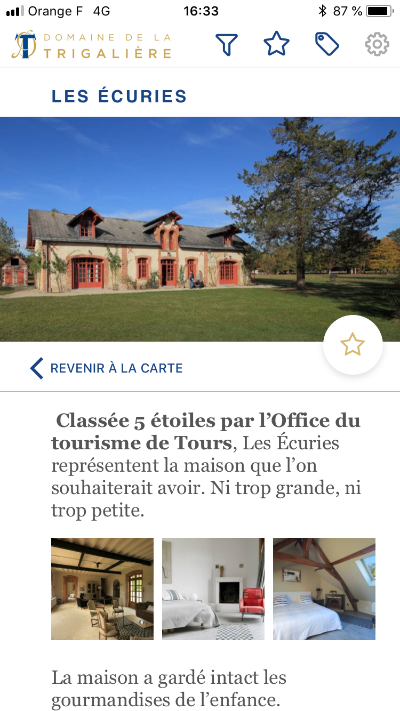 Orange F 4G 16:33 87 %
DOMAINE DE LA
TRIGALIÈRE
LES ÉCURIES
REVENIR À LA CARTE
Classée 5 étoiles par l’Office du
tourisme de Tours, Les Écuries
représentent la maison que l’on
souhaiterait avoir. Ni trop grande, ni
trop petite.
La maison a gardé intact les
gourmandises de l’enfance.